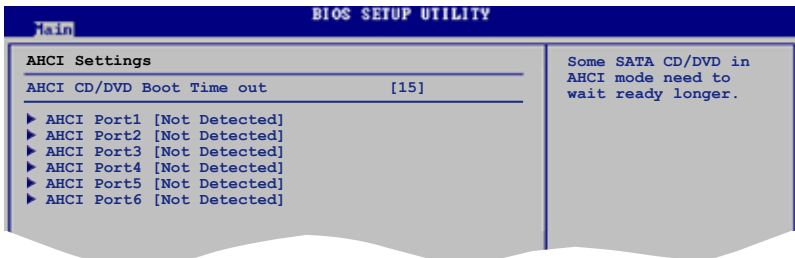 BIOS SETUP UTILITY
Main
AHCI Settings
AHCI CD/DVD Boot Time out [15]
AHCI Port1 [Not Detected]
AHCI Port2 [Not Detected]
AHCI Port3 [Not Detected]
AHCI Port4 [Not Detected]
AHCI Port5 [Not Detected]
AHCI Port6 [Not Detected]
Some SATA CD/DVD in
AHCI mode need to
wait ready longer.